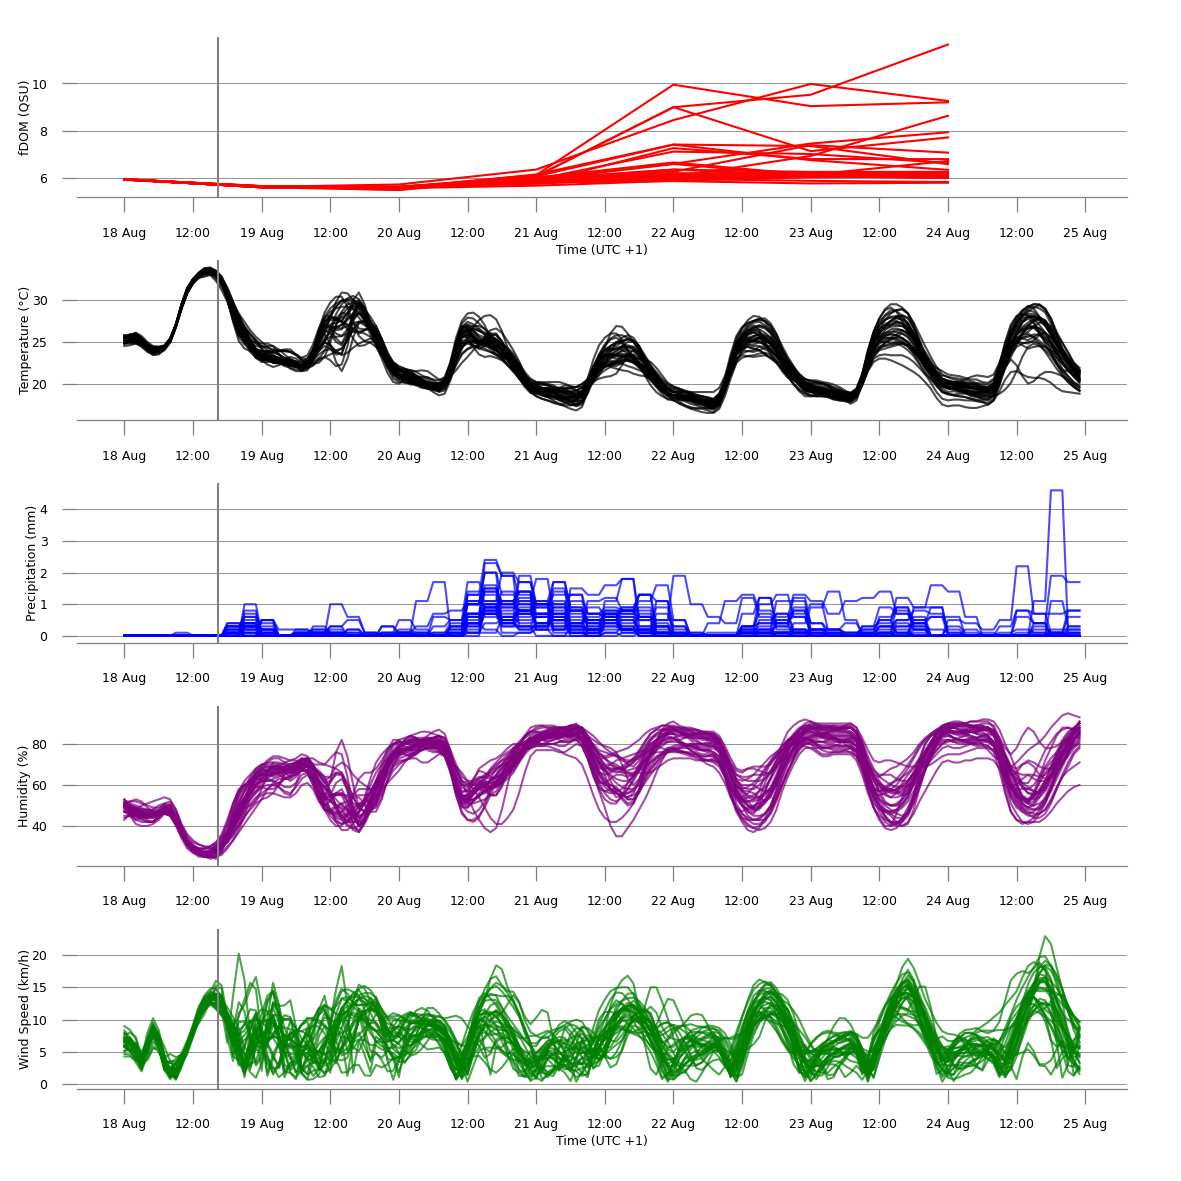 fDOM (QSU)
10
8
6
18 Aug 12:00 19 Aug 12:00 20 Aug 12:00 21 Aug 12:00 22 Aug 12:00 23 Aug 12:00 24 Aug 12:00 25 Aug
Time (UTC +1)
Temperature (°C)
30
25
20
18 Aug 12:00 19 Aug 12:00 20 Aug 12:00 21 Aug 12:00 22 Aug 12:00 23 Aug 12:00 24 Aug 12:00 25 Aug
Precipitation (mm)
4
3
2
1
0
18 Aug 12:00 19 Aug 12:00 20 Aug 12:00 21 Aug 12:00 22 Aug 12:00 23 Aug 12:00 24 Aug 12:00 25 Aug
Humidity (%)
80
60
40
18 Aug 12:00 19 Aug 12:00 20 Aug 12:00 21 Aug 12:00 22 Aug 12:00 23 Aug 12:00 24 Aug 12:00 25 Aug
Wind Speed (km/h)
20
15
10
5
0
18 Aug 12:00 19 Aug 12:00 20 Aug 12:00 21 Aug 12:00 22 Aug 12:00 23 Aug 12:00 24 Aug 12:00 25 Aug
Time (UTC +1)